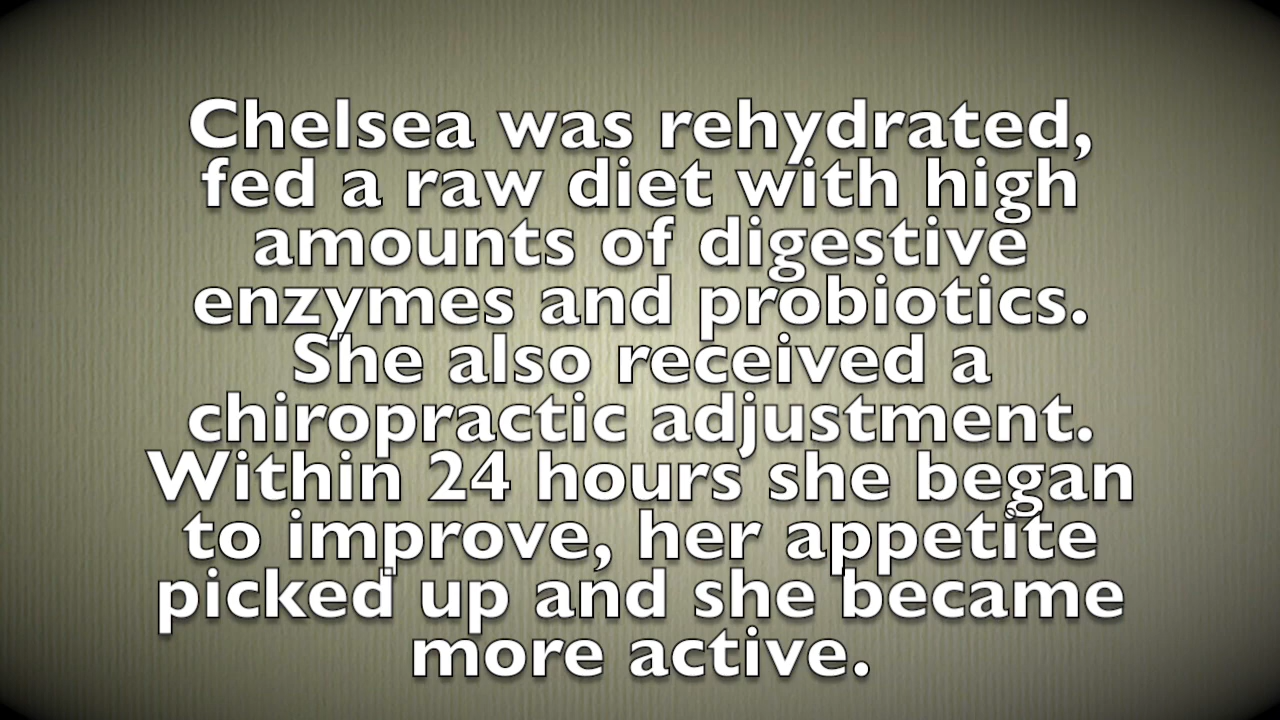 Chelsea was rehydrated,
fed a raw diet with high
amounts of digestive
enzymes and probiotics.
She also received a
chiropractic adjustment.
Within 24 hours she began
to improve, her appetite
picked up and she became
more active.